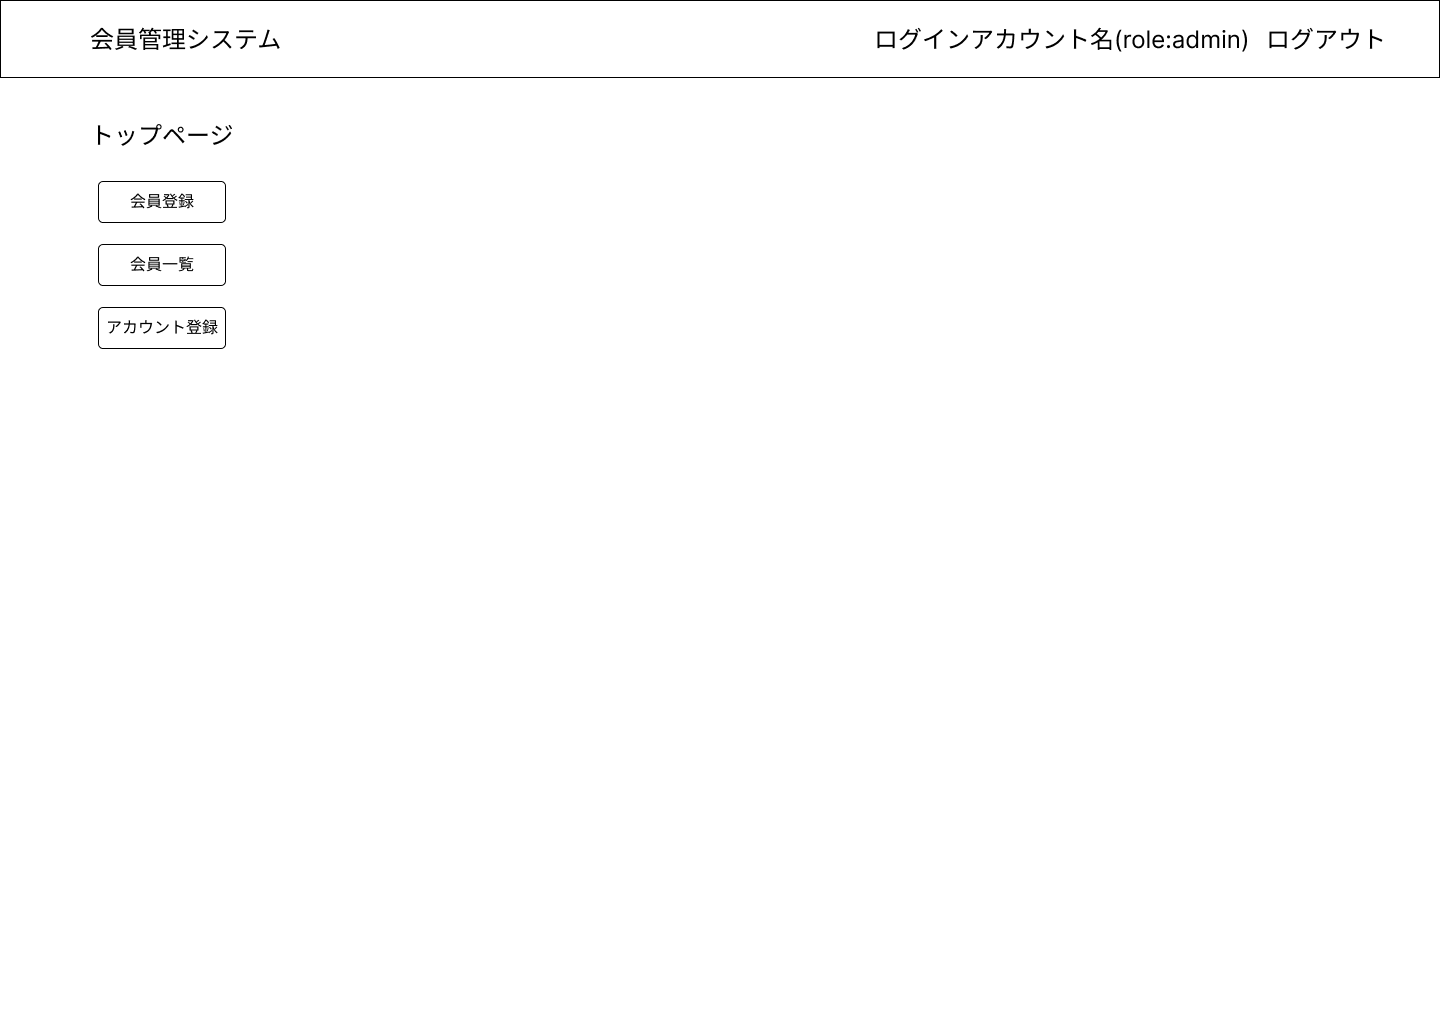 会員管理システム
ログインアカウント名(role:admin) ログアウト
トップページ
会員登録
会員一覧
アカウント登録